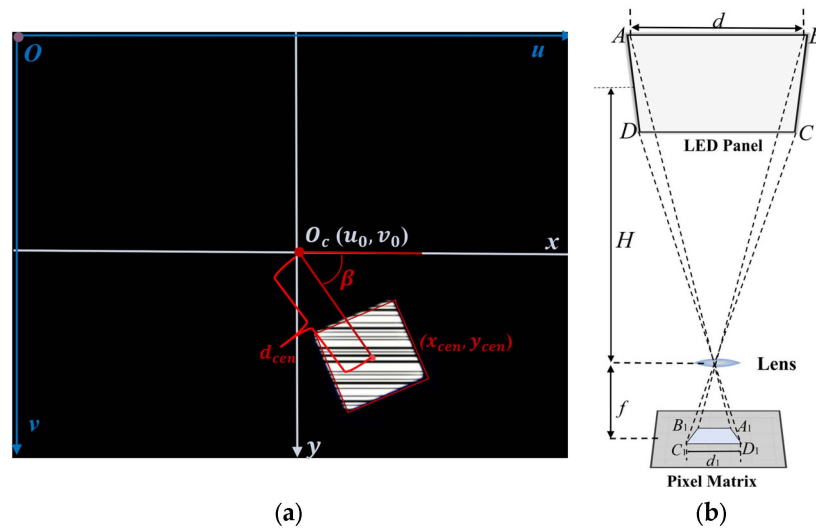 O
u
O_c (u_0, v_0)
x
β
(x_cen, y_cen)
d_cen
v
y
(a)
d
A
B
D
C
LED Panel
H
Lens
f
B_1
A_1
C_1
D_1
d_1
Pixel Matrix
(b)